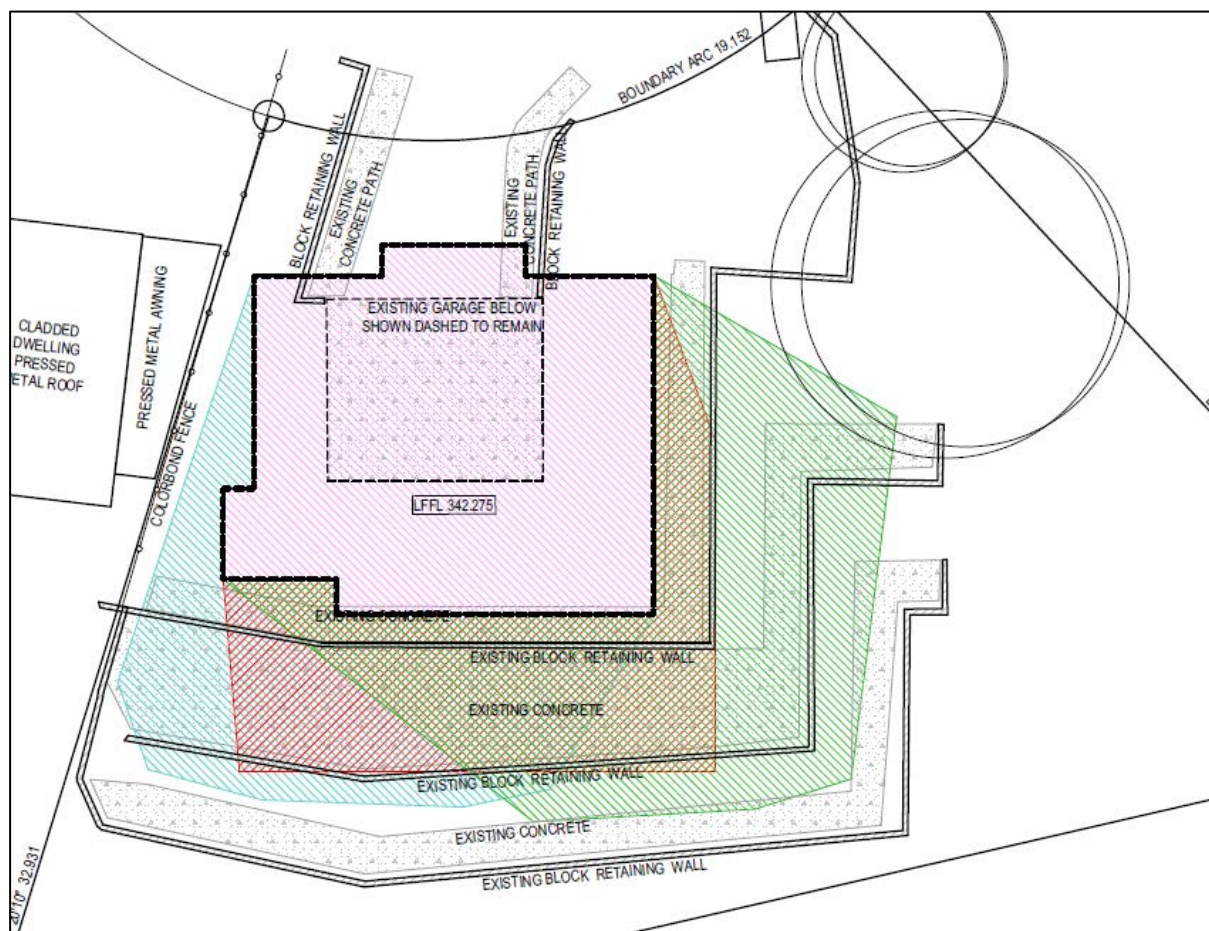 BOUNDARY ARC 19.152
BLOCK RETAINING WALL
EXISTING
CONCRETE PATH
EXISTING
CONCRETE PATH
BLOCK RETAINING WALL
EXISTING GARAGE BELOW
SHOWN DASHED TO REMAIN
CLADDED
DWELLING
PRESSED
ETAL ROOF
PRESSED METAL AWNING
COLORBOND FENCE
LFFL 342.275
EXISTING CONCRETE
EXISTING BLOCK RETAINING WALL
EXISTING CONCRETE
EXISTING BLOCK RETAINING WALL
EXISTING CONCRETE
EXISTING BLOCK RETAINING WALL
20°10" 32.931